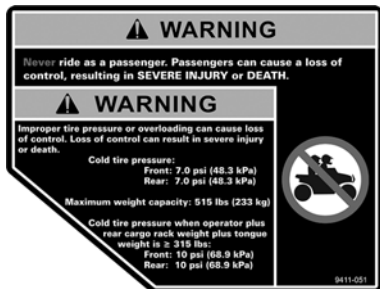 WARNING
Never ride as a passenger. Passengers can cause a loss of
control, resulting in SEVERE INJURY or DEATH.
WARNING
Improper tire pressure or overloading can cause loss
of control. Loss of control can result in severe injury
or death.
Cold tire pressure:
Front: 7.0 psi (48.3 kPa)
Rear: 7.0 psi (48.3 kPa)
Maximum weight capacity: 515 lbs (233 kg)
Cold tire pressure when operator plus
rear cargo rack weight plus tongue
weight is ≥ 315 lbs:
Front: 10 psi (68.9 kPa)
Rear: 10 psi (68.9 kPa)
9411-051